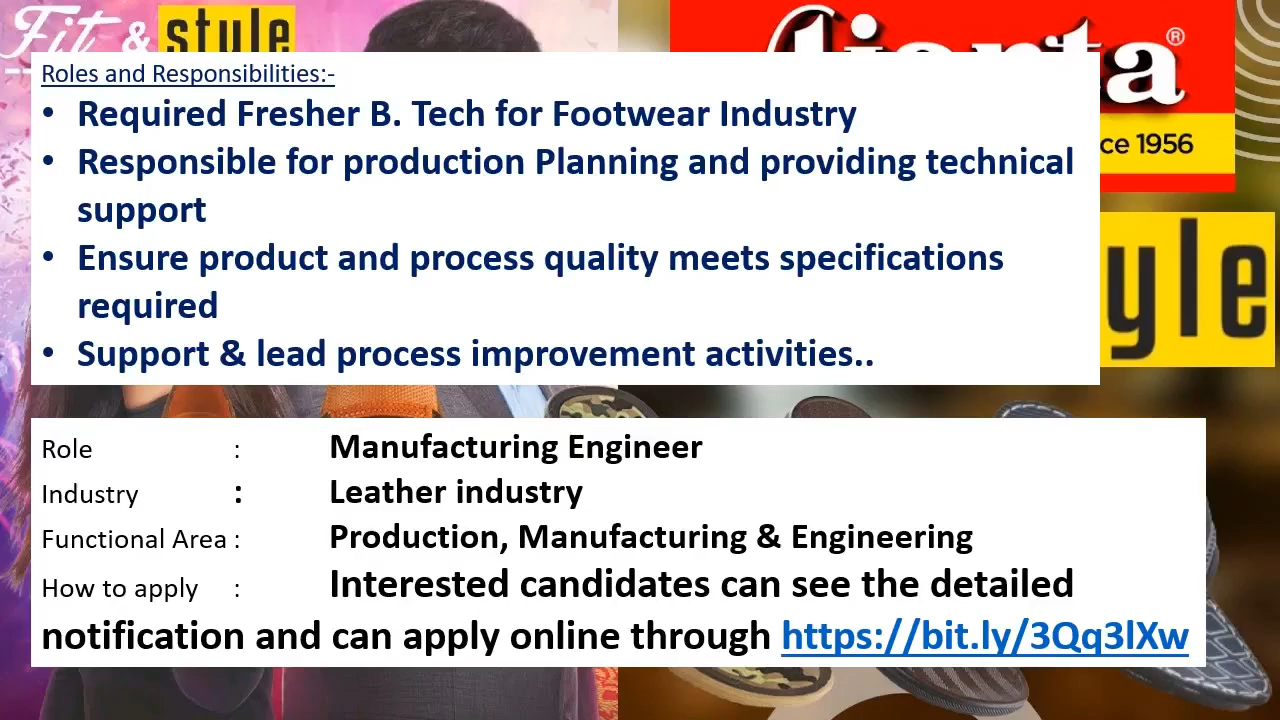 Fit & style
®
ce 1956
Roles and Responsibilities:-
• Required Fresher B. Tech for Footwear Industry
• Responsible for production Planning and providing technical
support
• Ensure product and process quality meets specifications
required
• Support & lead process improvement activities..
yle
Role : Manufacturing Engineer
Industry : Leather industry
Functional Area : Production, Manufacturing & Engineering
How to apply : Interested candidates can see the detailed
notification and can apply online through https://bit.ly/3Qq3lXw